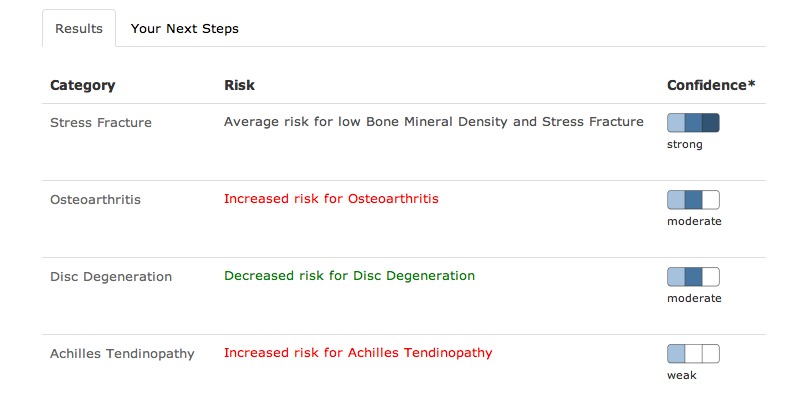 Results Your Next Steps
Category Risk Confidence*
Stress Fracture Average risk for low Bone Mineral Density and Stress Fracture
strong
Osteoarthritis Increased risk for Osteoarthritis
moderate
Disc Degeneration Decreased risk for Disc Degeneration
moderate
Achilles Tendinopathy Increased risk for Achilles Tendinopathy
weak